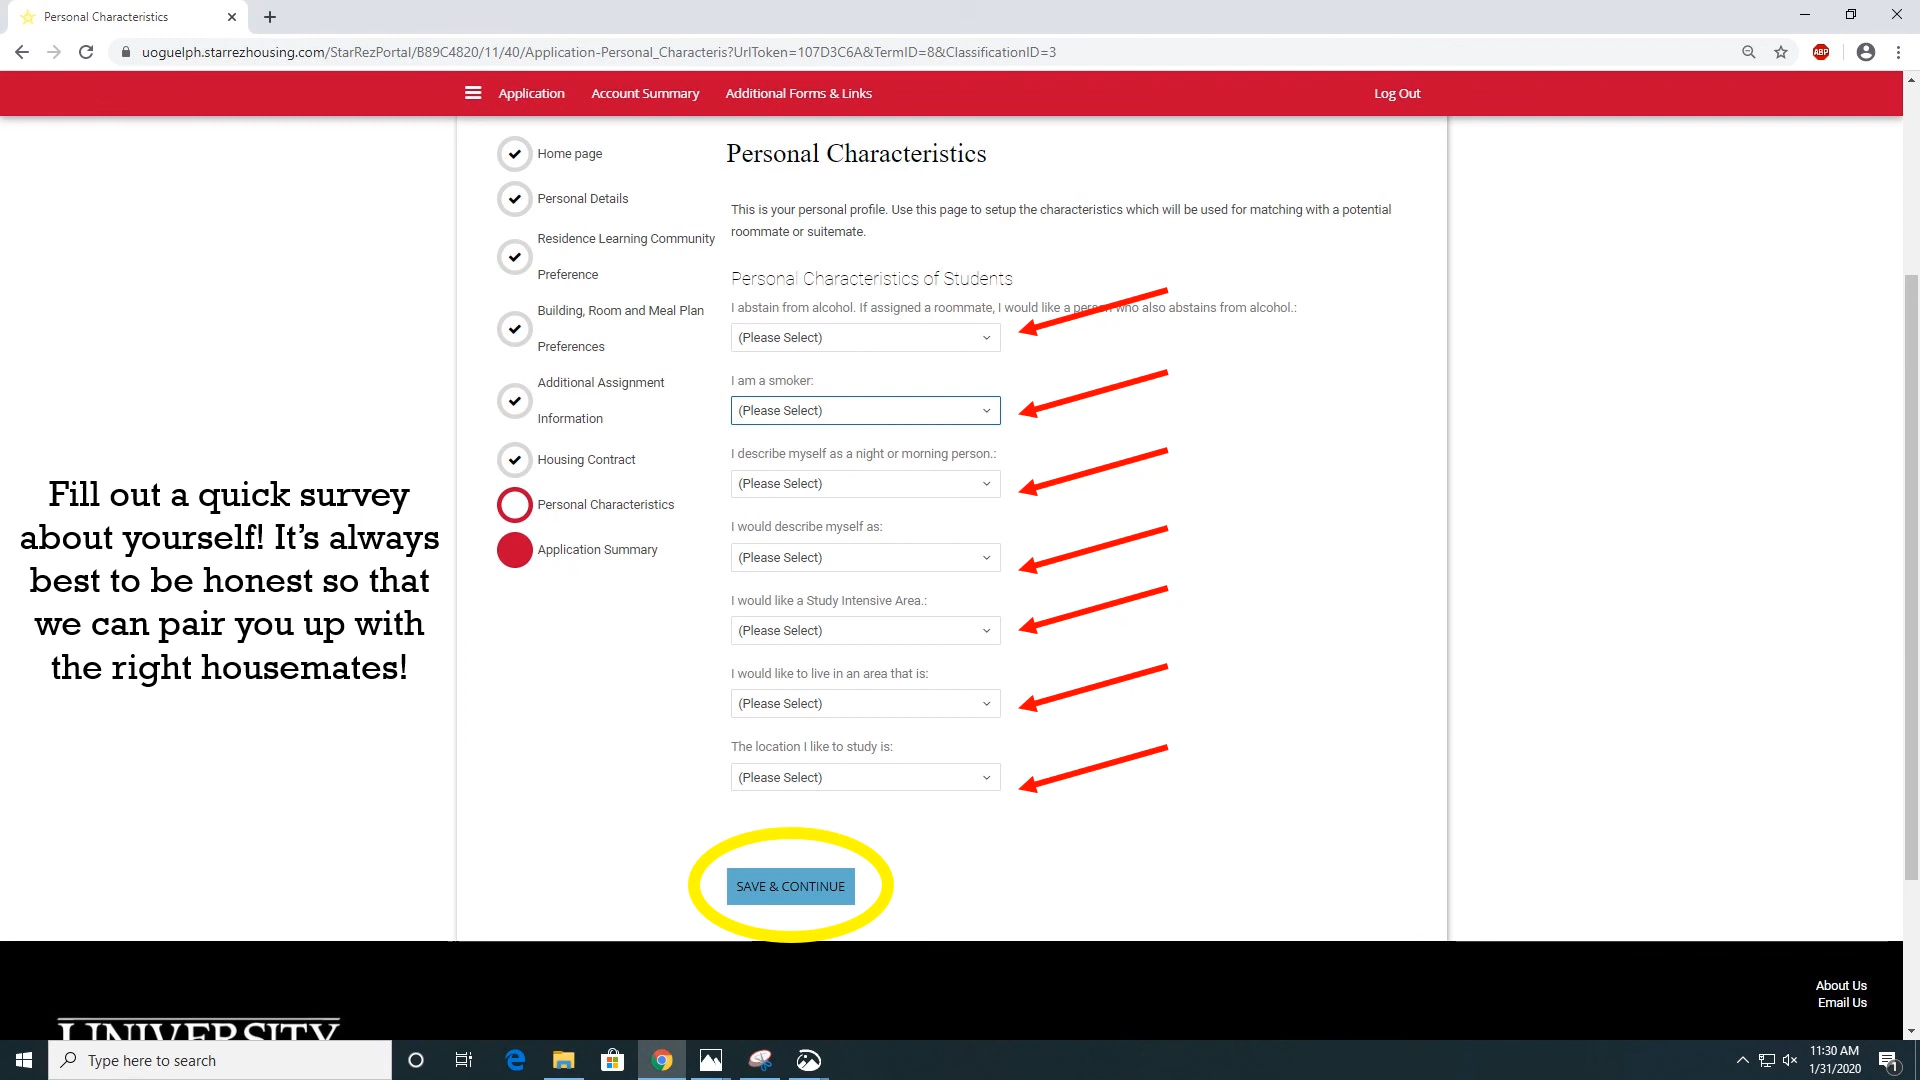 Personal Characteristics
uoguelph.starrezhousing.com/StarRezPortal/B89C4820/11/40/Application-Personal_Characteris?UrlToken=107D3C6A&TermID=8&ClassificationID=3
ABP
Application
Account Summary
Additional Forms & Links
Log Out
Home page
Personal Details
Residence Learning Community
Preference
Building, Room and Meal Plan
Preferences
Additional Assignment
Information
Housing Contract
Personal Characteristics
Application Summary
Personal Characteristics
This is your personal profile. Use this page to setup the characteristics which will be used for matching with a potential
roommate or suitemate.
Personal Characteristics of Students
I abstain from alcohol. If assigned a roommate, I would like a person who also abstains from alcohol.:
(Please Select)
I am a smoker:
(Please Select)
I describe myself as a night or morning person.:
(Please Select)
I would describe myself as:
(Please Select)
I would like a Study Intensive Area.:
(Please Select)
I would like to live in an area that is:
(Please Select)
The location I like to study is:
(Please Select)
SAVE & CONTINUE
Fill out a quick survey
about yourself! It’s always
best to be honest so that
we can pair you up with
the right housemates!
About Us
Email Us
UNIVERSITY
Type here to search
11:30 AM
1/31/2020
1